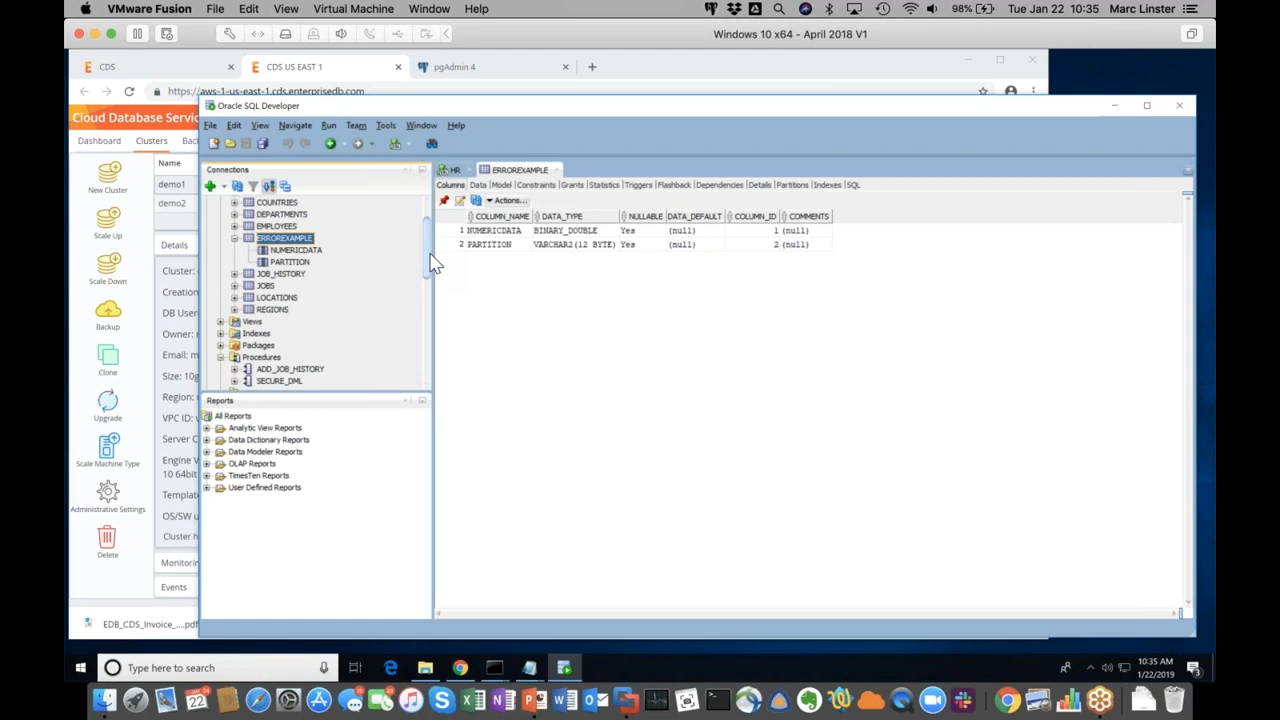 VMware Fusion File Edit View Virtual Machine Window Help 98% Tue Jan 22 10:35 Marc Linster
Windows 10 x64 - April 2018 V1
CDS CDS US EAST 1 pgAdmin 4
https://aws-1-us-east-1.cds.enterprisedb.com
Oracle SQL Developer
Cloud Database Servic
File Edit View Navigate Run Team Tools Window Help
Dashboard Clusters Bac
Name
demo1
demo2
Details
Cluster:
Creation
DB User
Owner: r
Email: m
Size: 10g
Region: r
VPC ID: v
Server C
Engine V
10 64bit
Templat
OS/SW u
Cluster h
Monitorin
Events
New Cluster
Scale Up
Scale Down
Backup
Clone
Upgrade
Scale Machine Type
Administrative Settings
Delete
Connections
COUNTRIES
DEPARTMENTS
EMPLOYEES
ERROREXAMPLE
NUMERICDATA
PARTITION
JOB_HISTORY
JOBS
LOCATIONS
REGIONS
Views
Indexes
Packages
Procedures
ADD_JOB_HISTORY
SECURE_DML
Reports
All Reports
Analytic View Reports
Data Dictionary Reports
Data Modeler Reports
OLAP Reports
TimesTen Reports
User Defined Reports
HR ERROREXAMPLE
Columns Data Model Constraints Grants Statistics Triggers Flashback Dependencies Details Partitions Indexes SQL
Actions...
COLUMN_NAME DATA_TYPE NULLABLE DATA_DEFAULT COLUMN_ID COMMENTS
1 NUMERICDATA BINARY_DOUBLE Yes (null) 1 (null)
2 PARTITION VARCHAR2(12 BYTE) Yes (null) 2 (null)
EDB_CDS_Invoice_....pdf
Type here to search
10:35 AM
1/22/2019
3